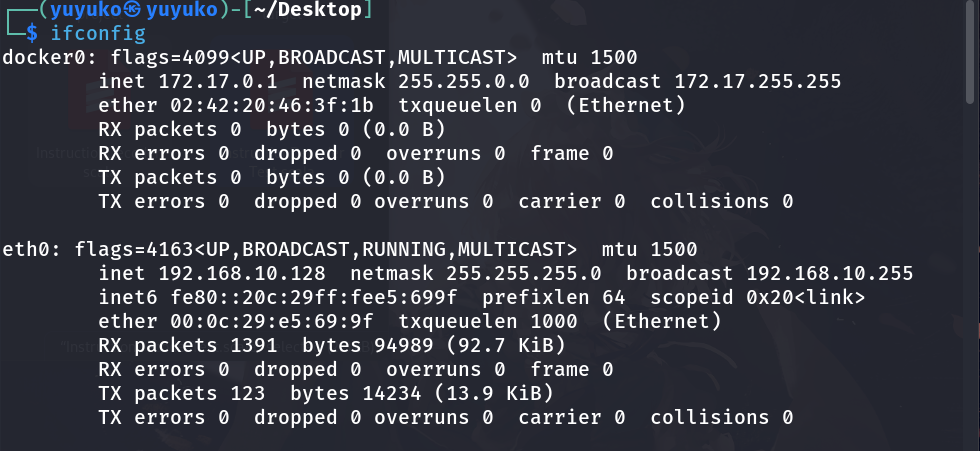 (yuyuko㉿yuyuko)-[~/Desktop]
$ ifconfig
docker0: flags=4099<UP,BROADCAST,MULTICAST>  mtu 1500
        inet 172.17.0.1  netmask 255.255.0.0  broadcast 172.17.255.255
        ether 02:42:20:46:3f:1b  txqueuelen 0  (Ethernet)
        RX packets 0  bytes 0 (0.0 B)
        RX errors 0  dropped 0  overruns 0  frame 0
        TX packets 0  bytes 0 (0.0 B)
        TX errors 0  dropped 0 overruns 0  carrier 0  collisions 0

eth0: flags=4163<UP,BROADCAST,RUNNING,MULTICAST>  mtu 1500
        inet 192.168.10.128  netmask 255.255.255.0  broadcast 192.168.10.255
        inet6 fe80::20c:29ff:fee5:699f  prefixlen 64  scopeid 0x20<link>
        ether 00:0c:29:e5:69:9f  txqueuelen 1000  (Ethernet)
        RX packets 1391  bytes 94989 (92.7 KiB)
        RX errors 0  dropped 0  overruns 0  frame 0
        TX packets 123  bytes 14234 (13.9 KiB)
        TX errors 0  dropped 0 overruns 0  carrier 0  collisions 0